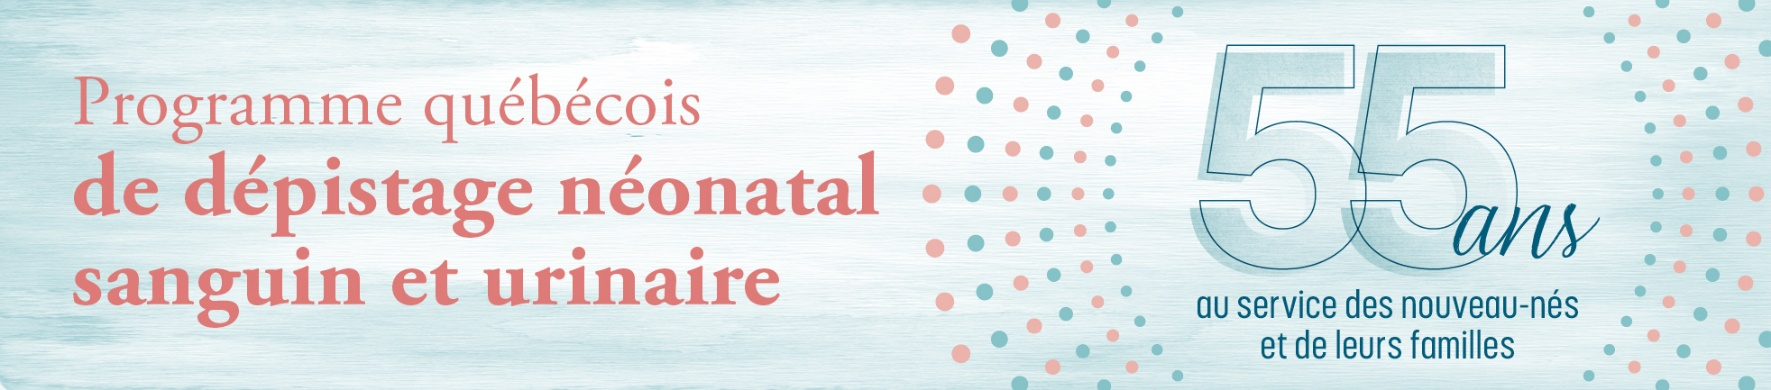 Programme québécois
de dépistage néonatal
sanguin et urinaire
55 ans
au service des nouveau-nés
et de leurs familles